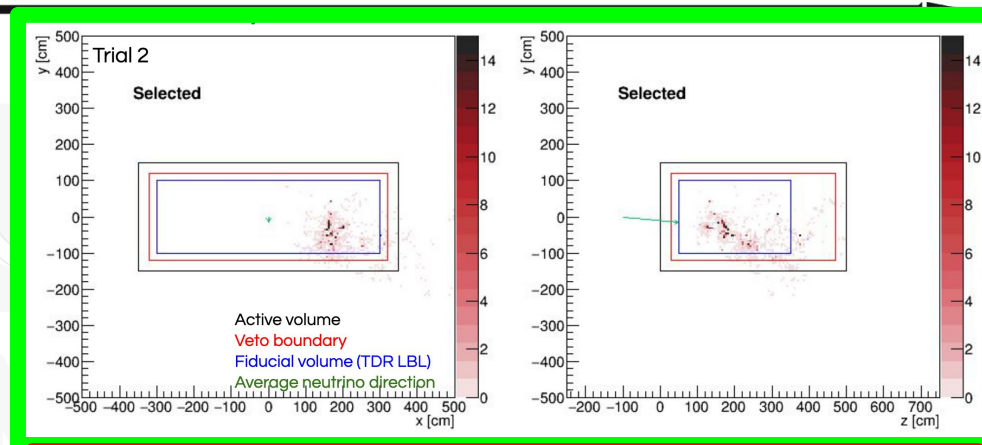 500
400
300
200
100
0
−100
−200
−300
−400
−500
y [cm]
Trial 2
Selected
Active volume
Veto boundary
Fiducial volume (TDR LBL)
Average neutrino direction
−500 −400 −300 −200 −100 0 100 200 300 400 500
x [cm]
14
12
10
8
6
4
2
0
500
400
300
200
100
0
−100
−200
−300
−400
−500
y [cm]
Selected
−200 −100 0 100 200 300 400 500 600 700
z [cm]
14
12
10
8
6
4
2
0